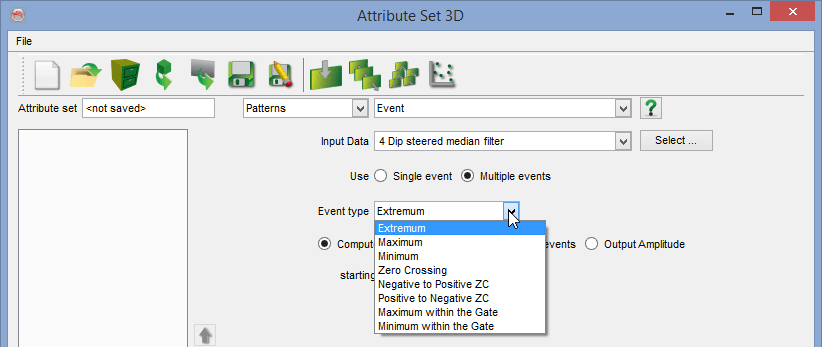 Attribute Set 3D
File
Attribute set <not saved> Patterns Event ?
Input Data 4 Dip steered median filter Select ...
Use Single event Multiple events
Event type Extremum
Extremum
Maximum
Minimum
Zero Crossing
Negative to Positive ZC
Positive to Negative ZC
Maximum within the Gate
Minimum within the Gate
Comput events Output Amplitude
starting